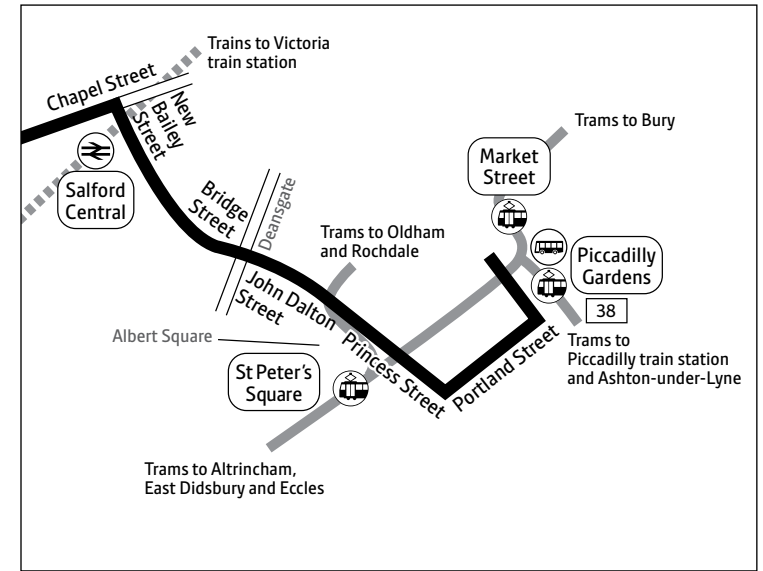 Trains to Victoria
train station
Chapel Street
New
Bailey
Street
Trams to Bury
Market
Street
Salford
Central
Bridge
Street
Deansgate
Trams to Oldham
and Rochdale
Piccadilly
Gardens
38
John Dalton
Street
Albert Square
Princess Street
Portland Street
Trams to
Piccadilly train station
and Ashton-under-Lyne
St Peter's
Square
Trams to Altrincham,
East Didsbury and Eccles